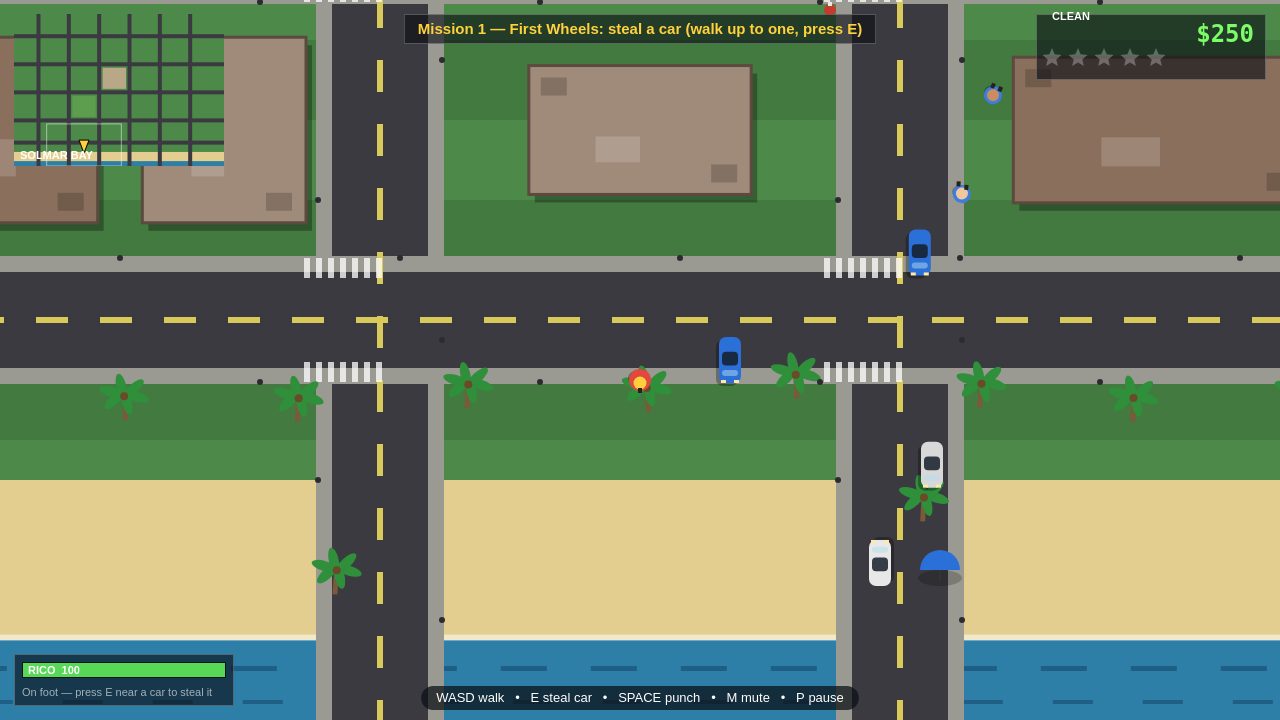 Mission 1 — First Wheels: steal a car (walk up to one, press E)
CLEAN
$250
SOLMAR BAY
RICO 100
On foot — press E near a car to steal it
WASD walk • E steal car • SPACE punch • M mute • P pause